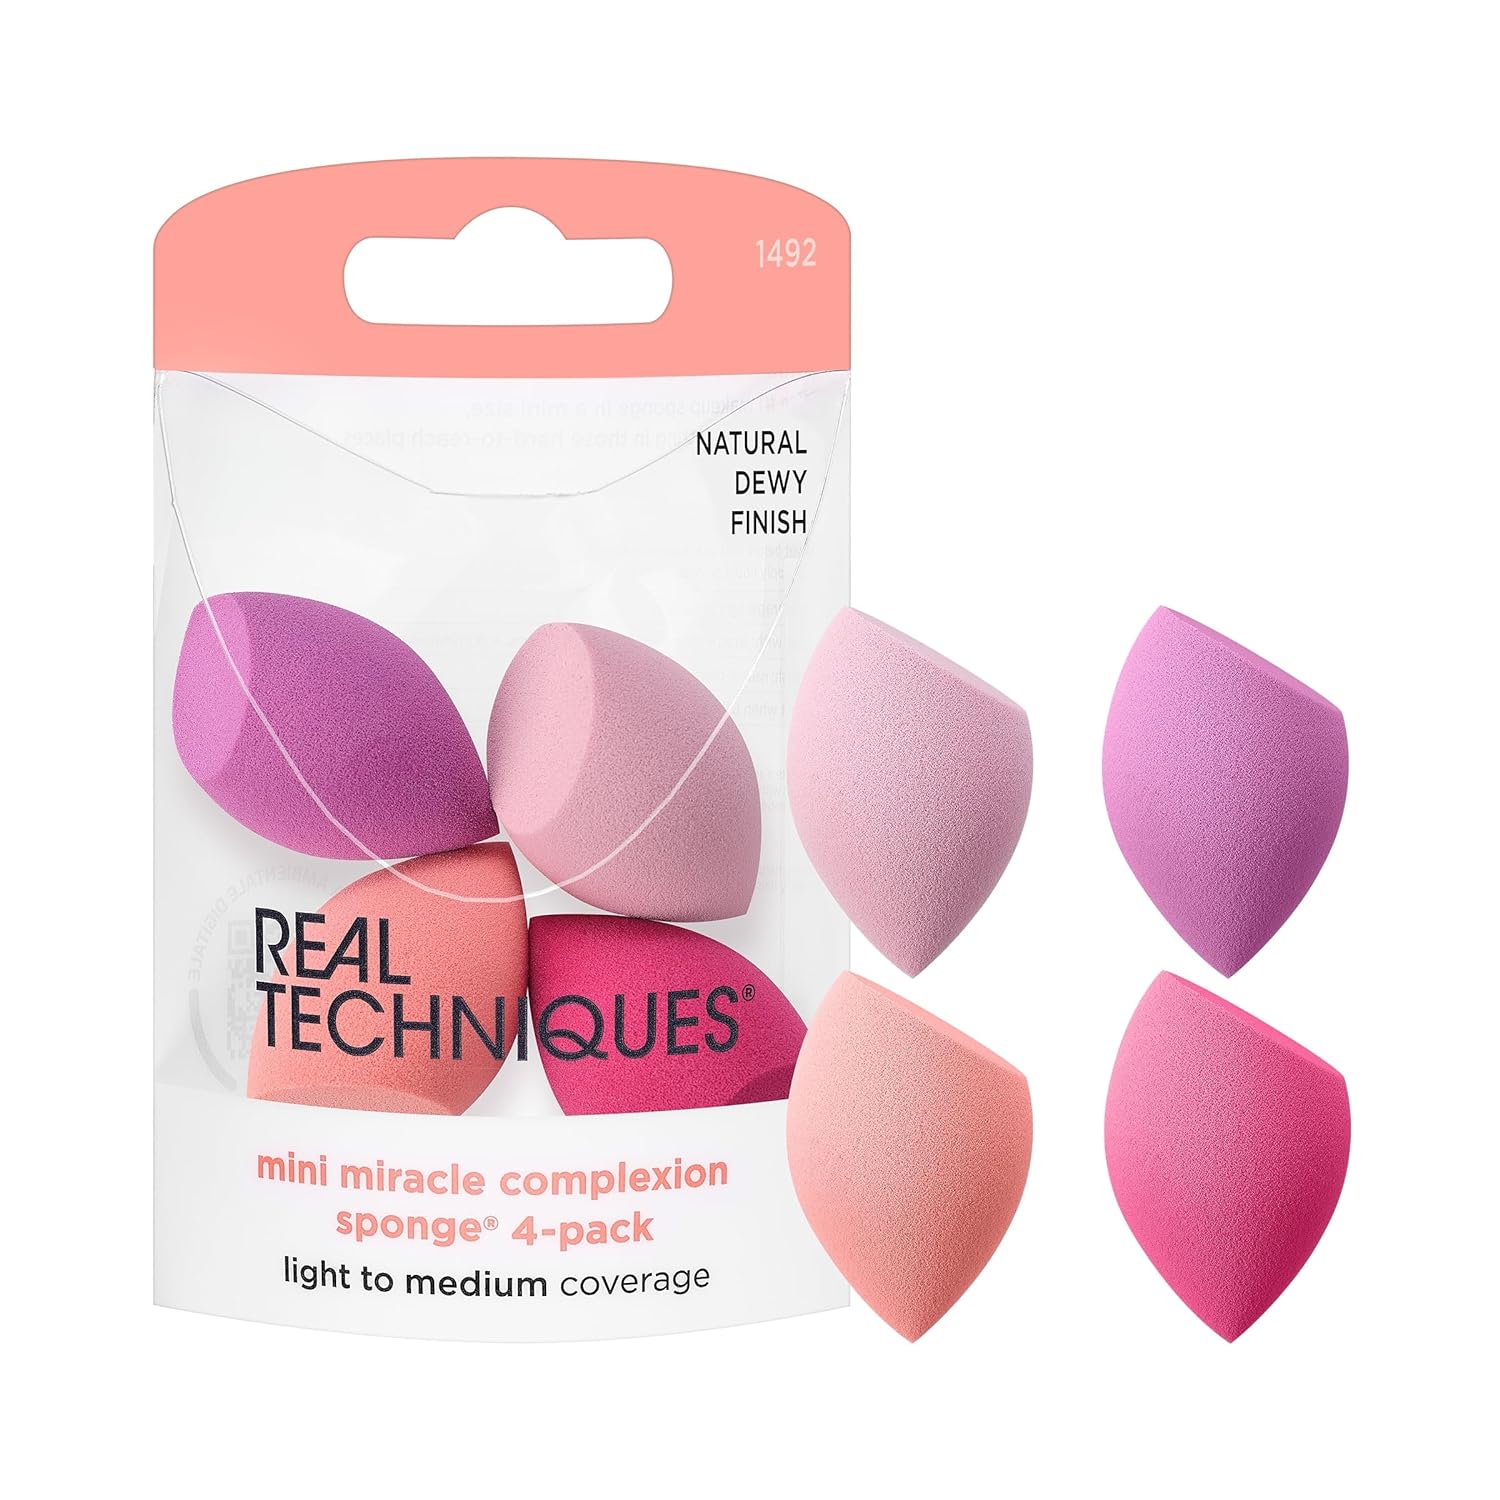 1492
NATURAL
DEWY
FINISH
REAL
TECHNIQUES®
mini miracle complexion
sponge® 4-pack
light to medium coverage